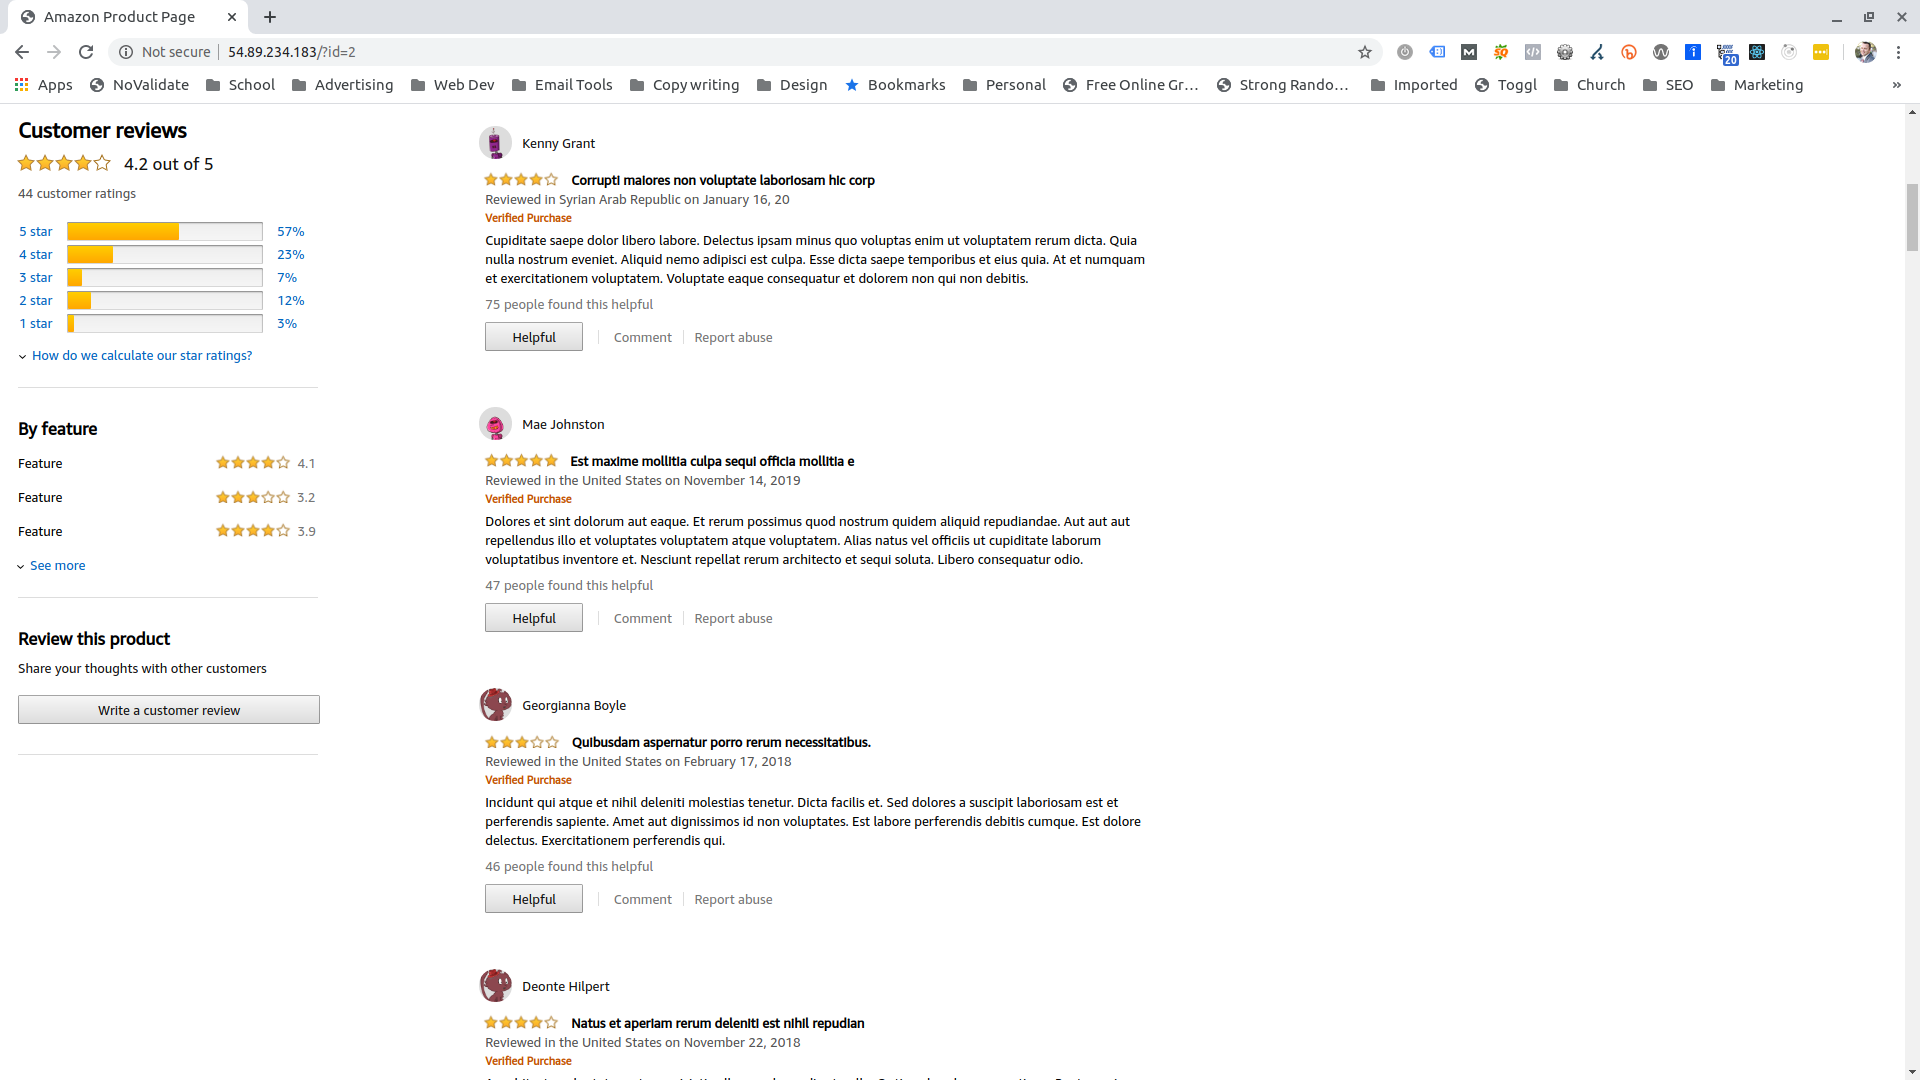 Amazon Product Page
Not secure
54.89.234.183/?id=2
20
Apps
NoValidate
School
Advertising
Web Dev
Email Tools
Copy writing
Design
Bookmarks
Personal
Free Online Gr...
Strong Rando...
Imported
Toggl
Church
SEO
Marketing
»
Customer reviews
4.2 out of 5
44 customer ratings
5 star 57%
4 star 23%
3 star 7%
2 star 12%
1 star 3%
How do we calculate our star ratings?
By feature
Feature 4.1
Feature 3.2
Feature 3.9
See more
Review this product
Share your thoughts with other customers
Write a customer review
Kenny Grant
Corrupti maiores non voluptate laboriosam hic corp
Reviewed in Syrian Arab Republic on January 16, 20
Verified Purchase
Cupiditate saepe dolor libero labore. Delectus ipsam minus quo voluptas enim ut voluptatem rerum dicta. Quia
nulla nostrum eveniet. Aliquid nemo adipisci est culpa. Esse dicta saepe temporibus et eius quia. At et numquam
et exercitationem voluptatem. Voluptate eaque consequatur et dolorem non qui non debitis.
75 people found this helpful
Helpful
Comment
Report abuse
Mae Johnston
Est maxime mollitia culpa sequi officia mollitia e
Reviewed in the United States on November 14, 2019
Verified Purchase
Dolores et sint dolorum aut eaque. Et rerum possimus quod nostrum quidem aliquid repudiandae. Aut aut aut
repellendus illo et voluptates voluptatem atque voluptatem. Alias natus vel officiis ut cupiditate laborum
voluptatibus inventore et. Nesciunt repellat rerum architecto et sequi soluta. Libero consequatur odio.
47 people found this helpful
Helpful
Comment
Report abuse
Georgianna Boyle
Quibusdam aspernatur porro rerum necessitatibus.
Reviewed in the United States on February 17, 2018
Verified Purchase
Incidunt qui atque et nihil deleniti molestias tenetur. Dicta facilis et. Sed dolores a suscipit laboriosam est et
perferendis sapiente. Amet aut dignissimos id non voluptates. Est labore perferendis debitis cumque. Est dolore
delectus. Exercitationem perferendis qui.
46 people found this helpful
Helpful
Comment
Report abuse
Deonte Hilpert
Natus et aperiam rerum deleniti est nihil repudian
Reviewed in the United States on November 22, 2018
Verified Purchase